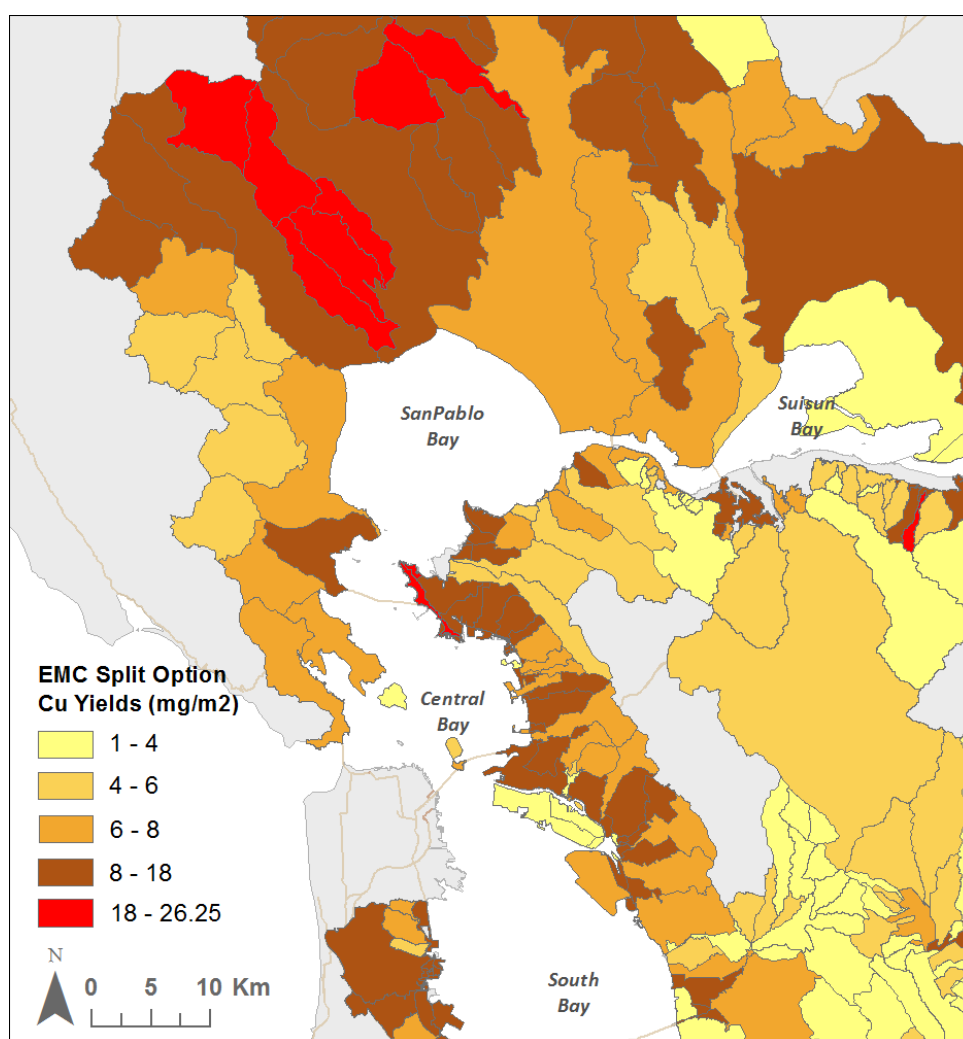 SanPablo
Bay
Suisun
Bay
Central
Bay
South
Bay
EMC Split Option
Cu Yields (mg/m2)
1 - 4
4 - 6
6 - 8
8 - 18
18 - 26.25
N
0 5 10 Km